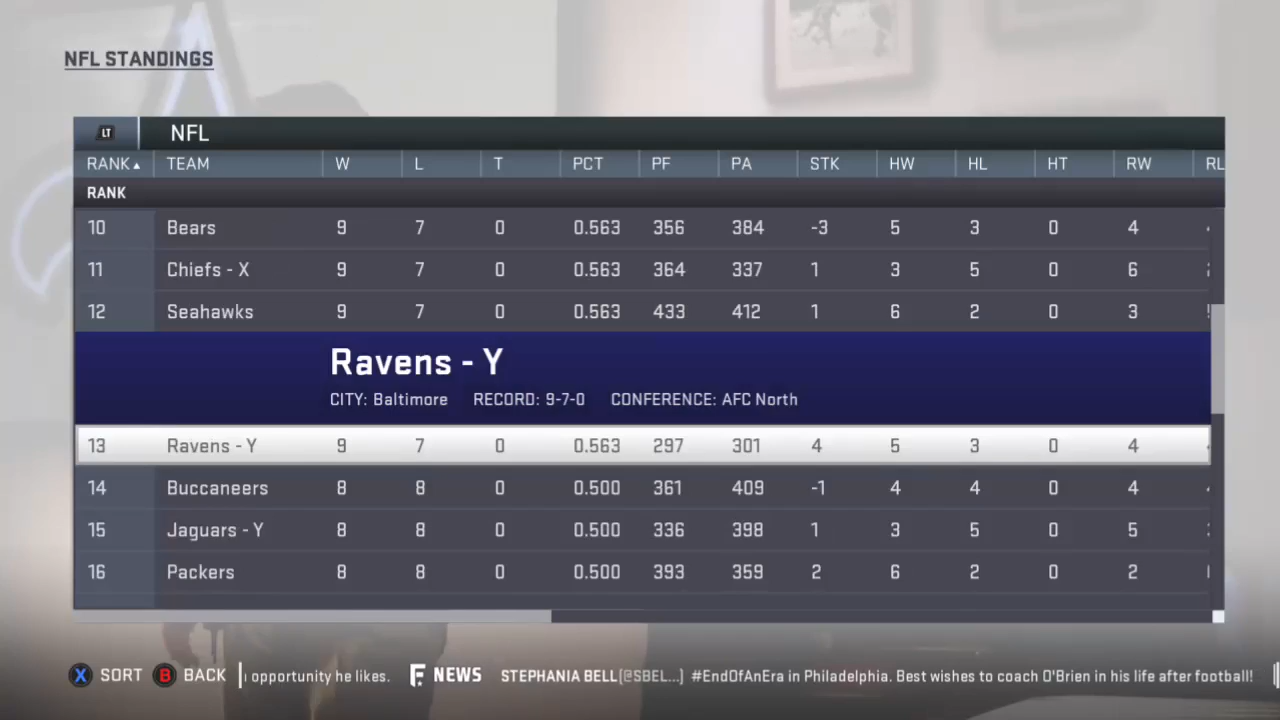 NFL STANDINGS
LT NFL
RANK TEAM W L T PCT PF PA STK HW HL HT RW RL
RANK
10 Bears 9 7 0 0.563 356 384 -3 5 3 0 4
11 Chiefs - X 9 7 0 0.563 364 337 1 3 5 0 6
12 Seahawks 9 7 0 0.563 433 412 1 6 2 0 3
Ravens - Y
CITY: Baltimore RECORD: 9-7-0 CONFERENCE: AFC North
13 Ravens - Y 9 7 0 0.563 297 301 4 5 3 0 4
14 Buccaneers 8 8 0 0.500 361 409 -1 4 4 0 4
15 Jaguars - Y 8 8 0 0.500 336 398 1 3 5 0 5
16 Packers 8 8 0 0.500 393 359 2 6 2 0 2
X SORT B BACK opportunity he likes. F NEWS STEPHANIA BELL[@SBEL...] #EndOfAnEra in Philadelphia. Best wishes to coach O'Brien in his life after football!